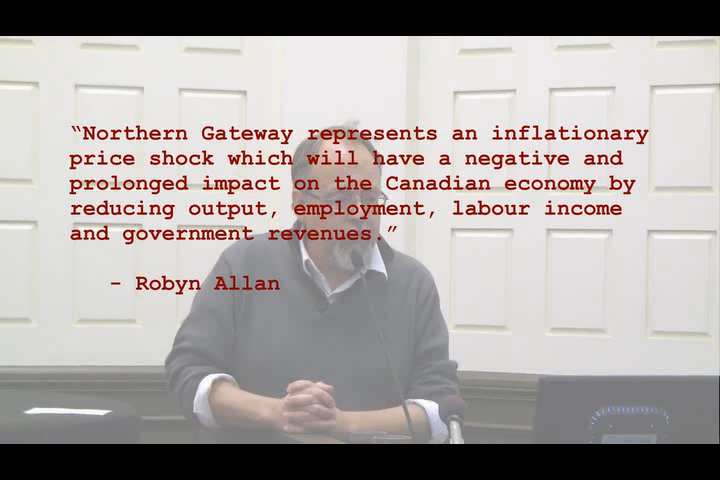 “Northern Gateway represents an inflationary
price shock which will have a negative and
prolonged impact on the Canadian economy by
reducing output, employment, labour income
and government revenues.”
- Robyn Allan